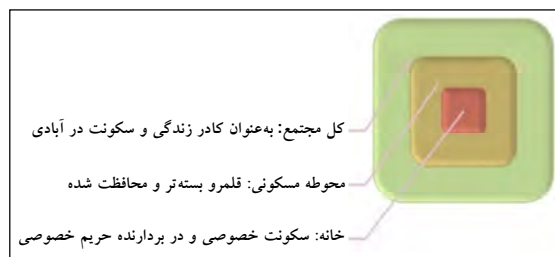 کل مجتمع: به‌عنوان کادر زندگی و سکونت در آبادی
محوطه مسکونی: قلمرو بسته‌تر و محافظت شده
خانه: سکونت خصوصی و در بردارنده حریم خصوصی